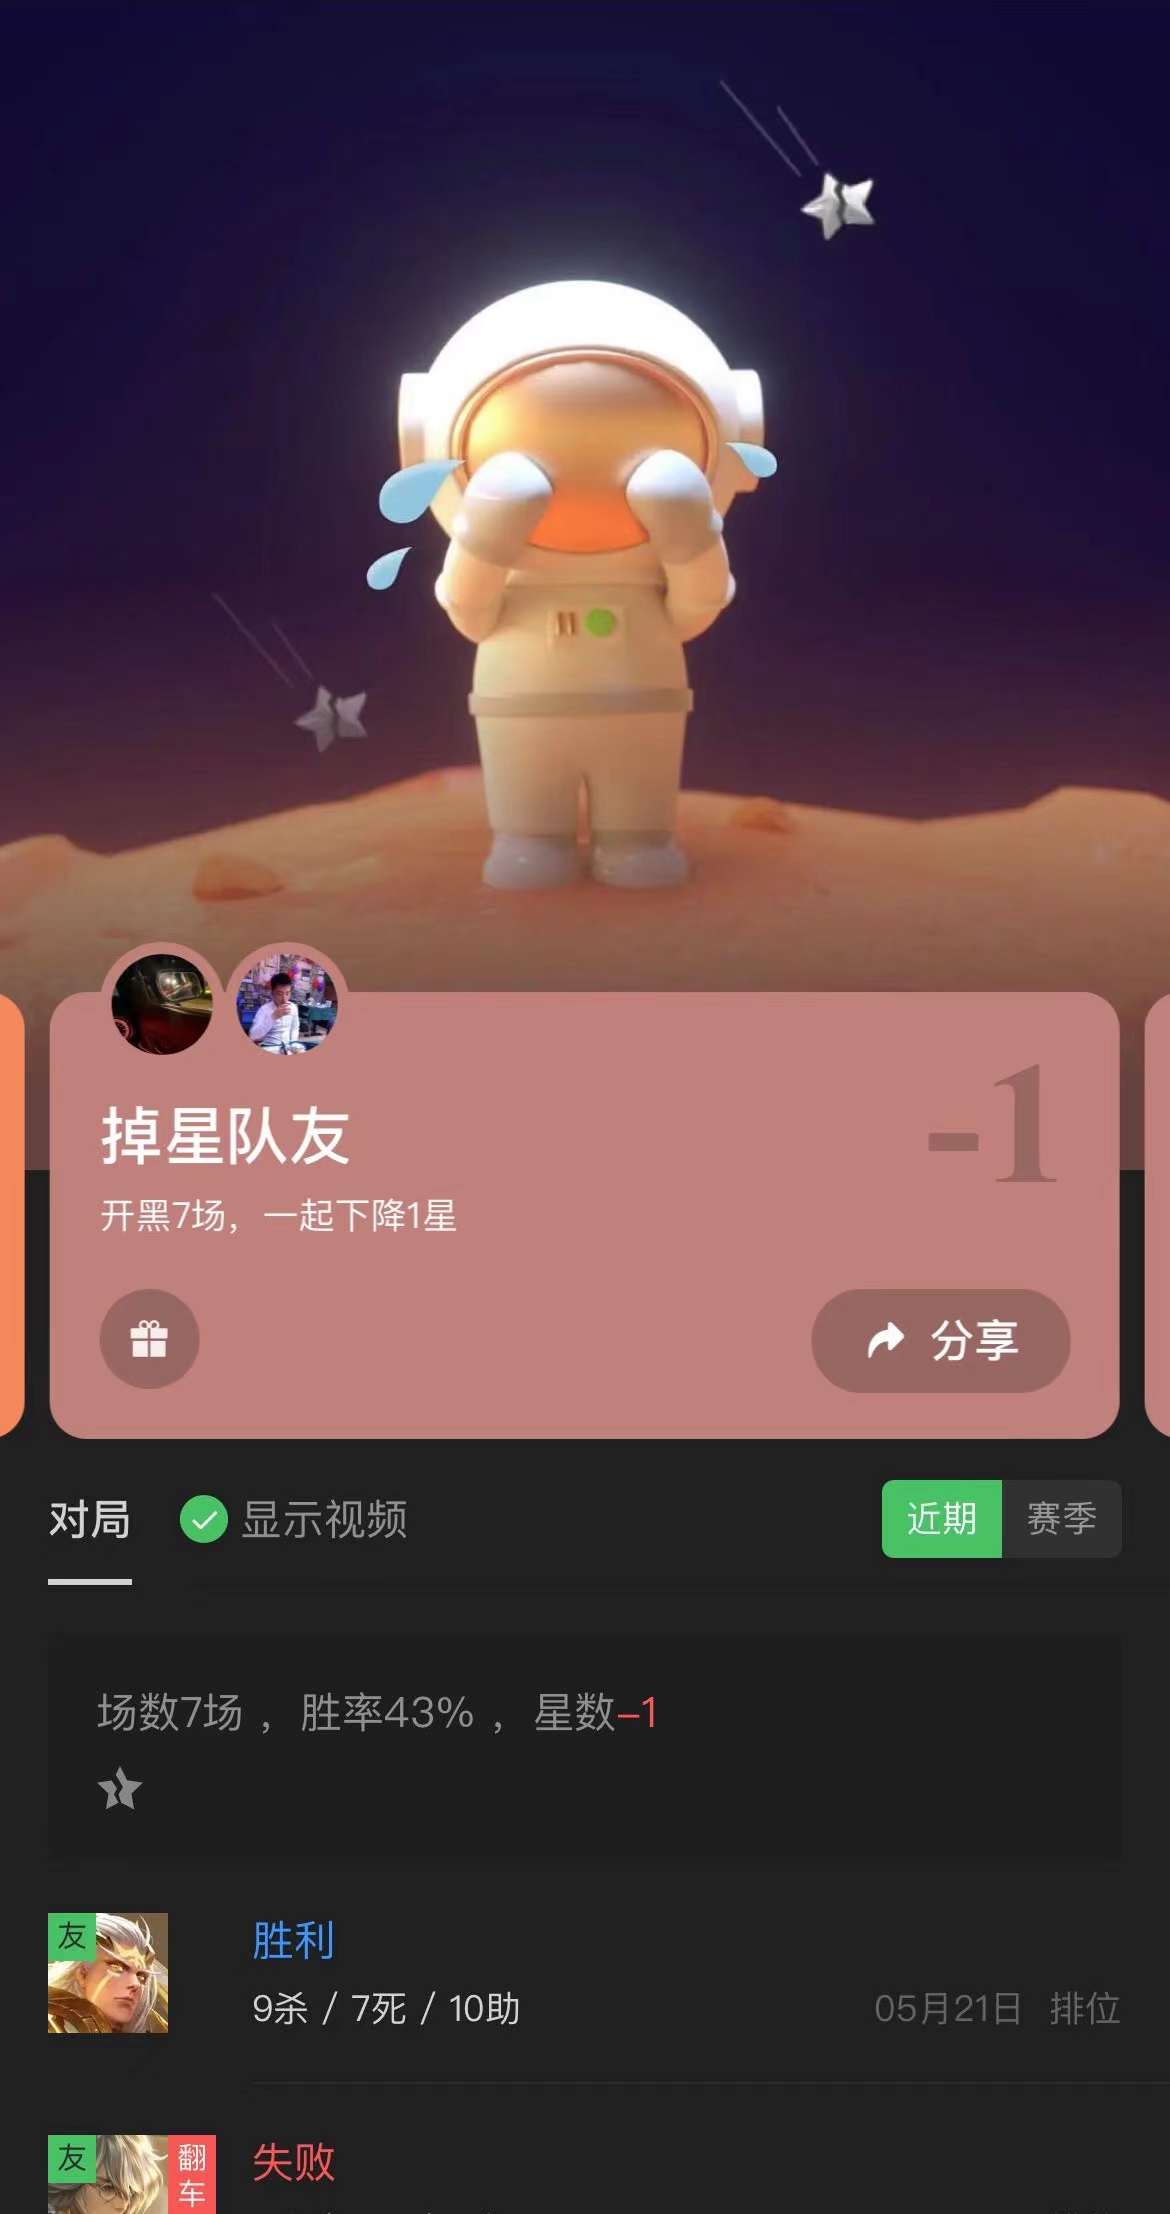 掉星队友
-1
开黑7场，一起下降1星
分享
对局
显示视频
近期
赛季
场数7场，胜率43%，星数-1
友
胜利
9杀 / 7死 / 10助
05月21日 排位
友
翻车
失败